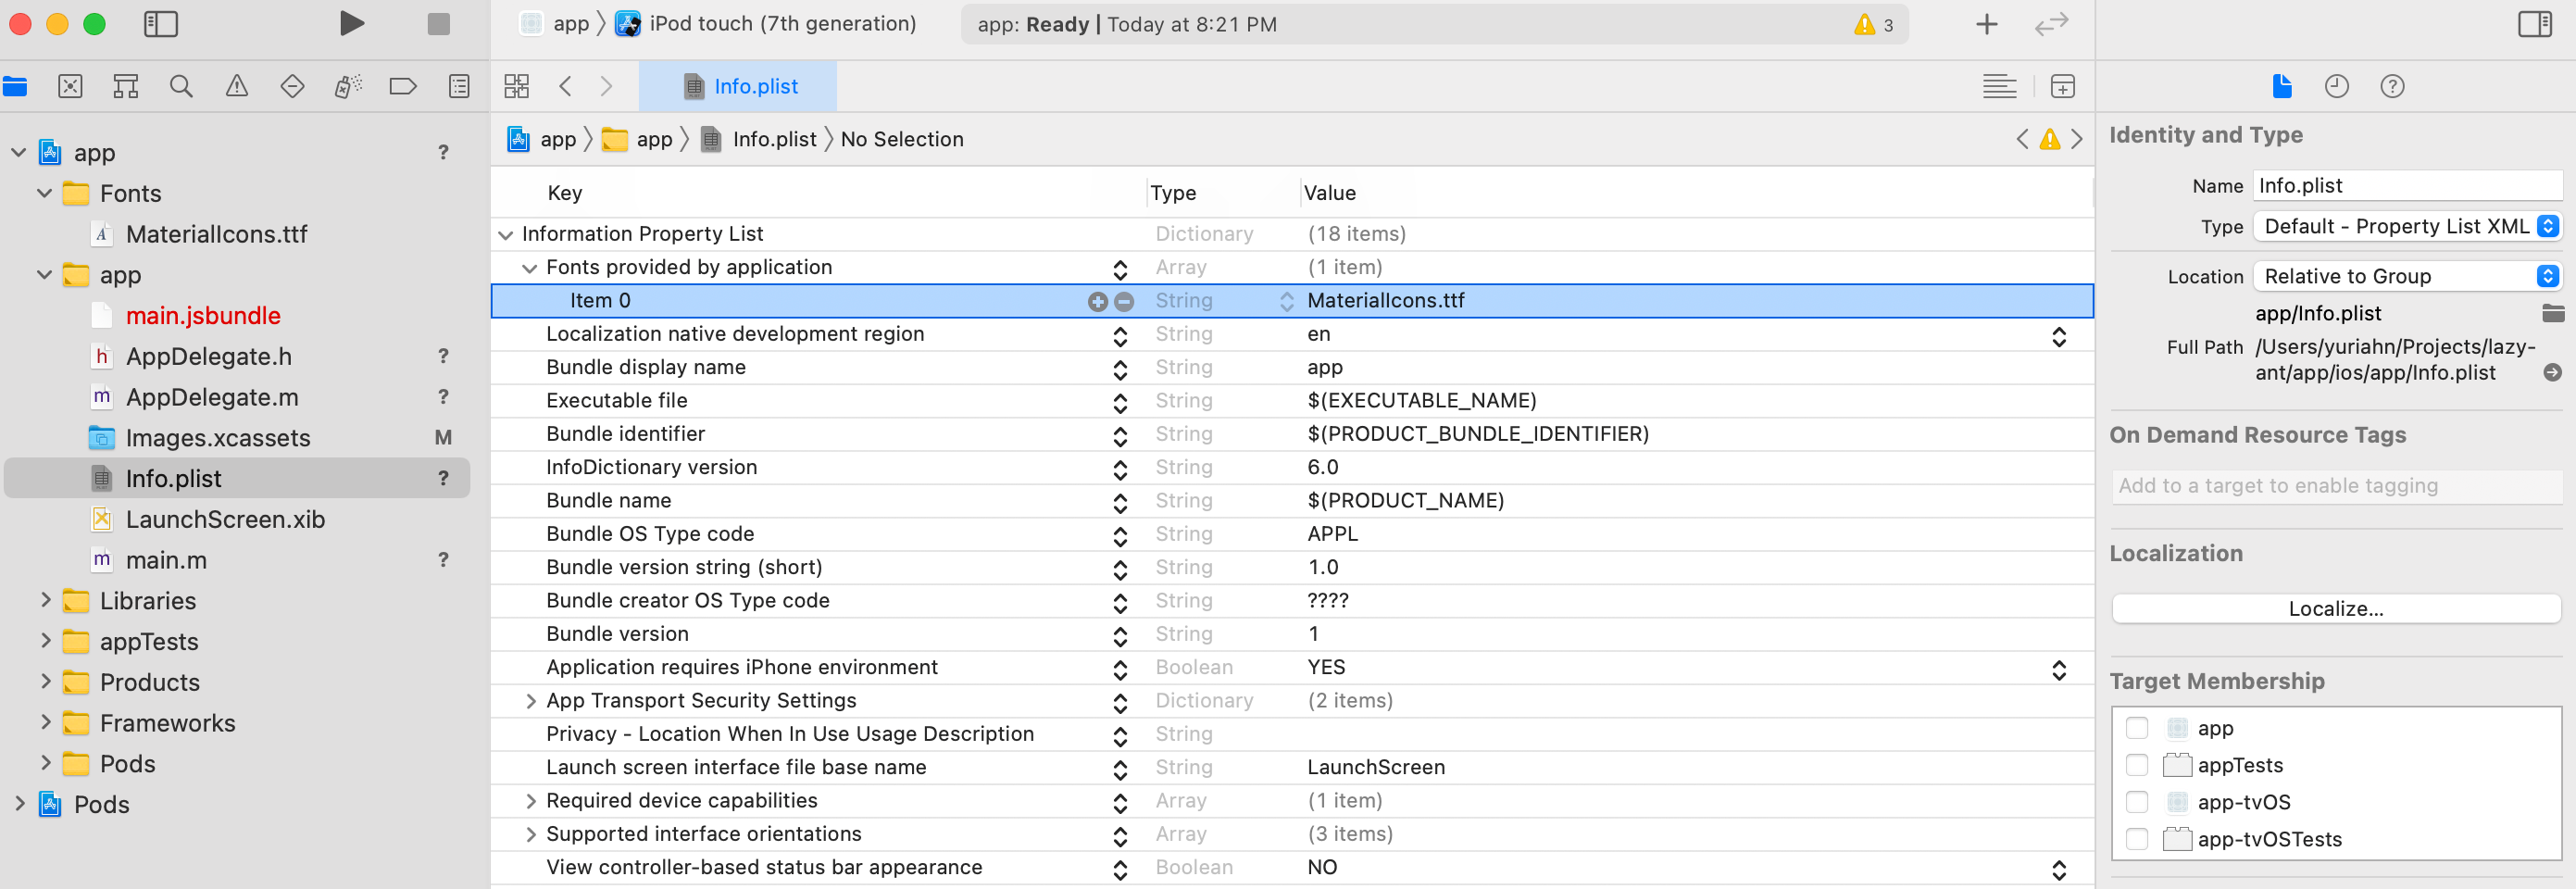 app 〉 iPod touch (7th generation)
app: Ready | Today at 8:21 PM
3
Info.plist
app 〉 app 〉 Info.plist 〉 No Selection
app ?
Fonts
MaterialIcons.ttf
app
main.jsbundle
AppDelegate.h ?
AppDelegate.m ?
Images.xcassets M
Info.plist ?
LaunchScreen.xib
main.m ?
Libraries
appTests
Products
Frameworks
Pods
Pods
Key Type Value
Information Property List Dictionary (18 items)
Fonts provided by application Array (1 item)
Item 0 String MaterialIcons.ttf
Localization native development region String en
Bundle display name String app
Executable file String $(EXECUTABLE_NAME)
Bundle identifier String $(PRODUCT_BUNDLE_IDENTIFIER)
InfoDictionary version String 6.0
Bundle name String $(PRODUCT_NAME)
Bundle OS Type code String APPL
Bundle version string (short) String 1.0
Bundle creator OS Type code String ????
Bundle version String 1
Application requires iPhone environment Boolean YES
App Transport Security Settings Dictionary (2 items)
Privacy - Location When In Use Usage Description String
Launch screen interface file base name String LaunchScreen
Required device capabilities Array (1 item)
Supported interface orientations Array (3 items)
View controller-based status bar appearance Boolean NO
Identity and Type
Name Info.plist
Type Default - Property List XML
Location Relative to Group
app/Info.plist
Full Path /Users/yuriahn/Projects/lazy-
ant/app/ios/app/Info.plist
On Demand Resource Tags
Add to a target to enable tagging
Localization
Localize...
Target Membership
app
appTests
app-tvOS
app-tvOSTests